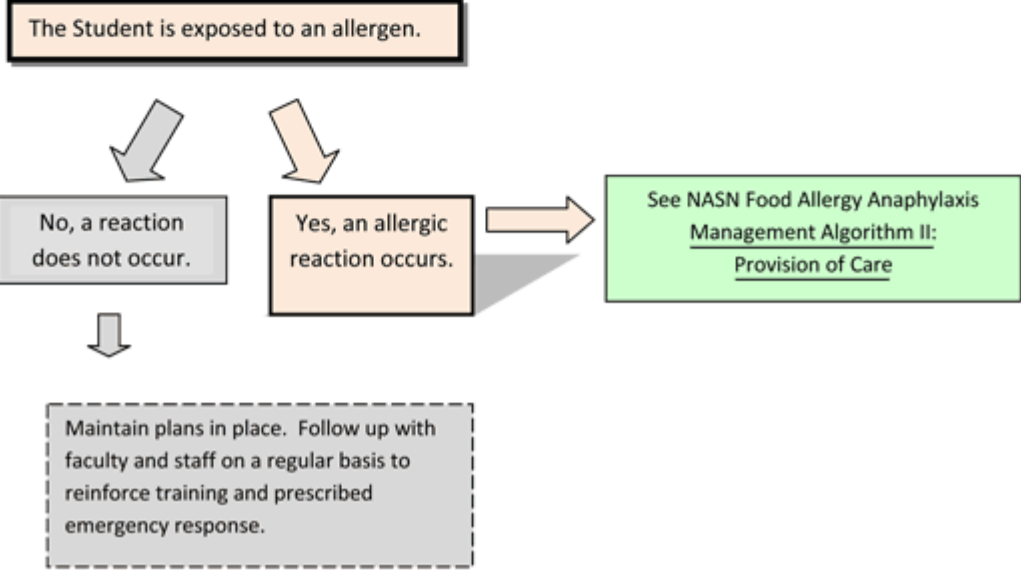 The Student is exposed to an allergen.
No, a reaction
does not occur.
Yes, an allergic
reaction occurs.
See NASN Food Allergy Anaphylaxis
Management Algorithm II:
Provision of Care
Maintain plans in place.  Follow up with
faculty and staff on a regular basis to
reinforce training and prescribed
emergency response.